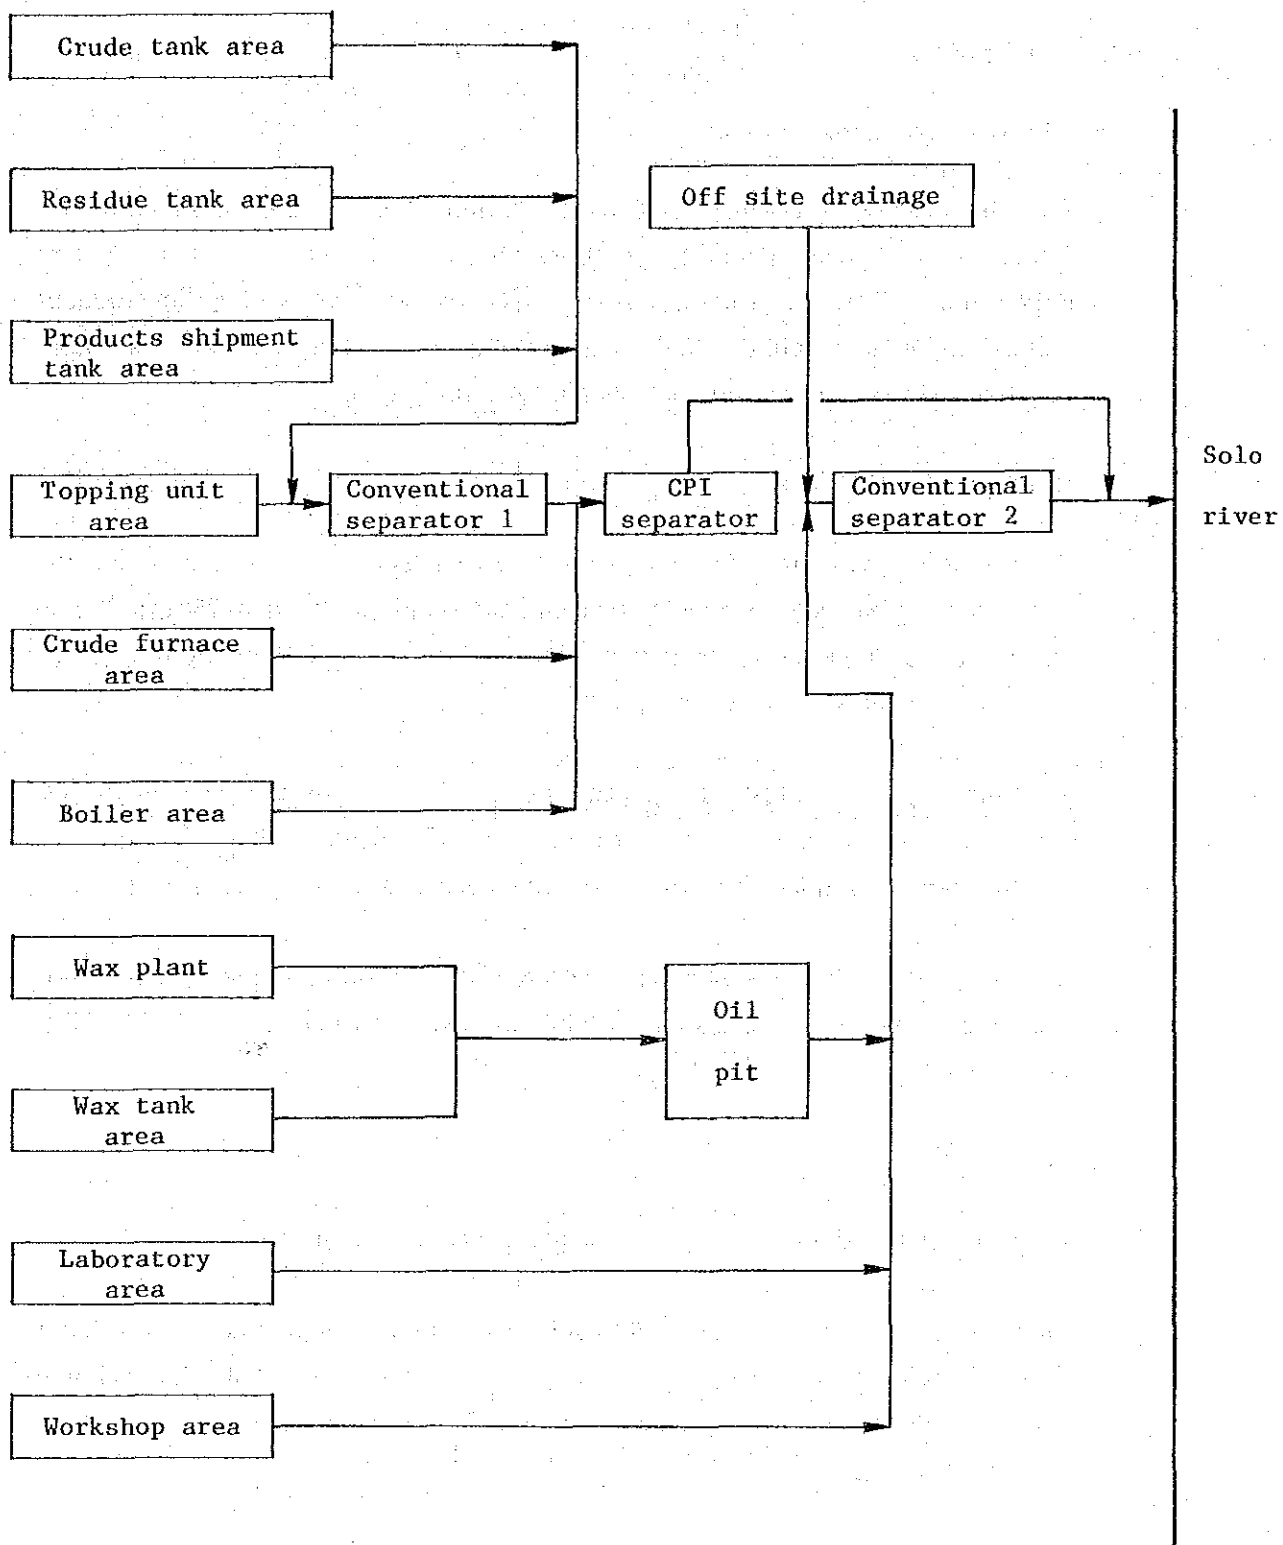 Crude tank area
Residue tank area
Off site drainage
Products shipment
tank area
Topping unit
area
Conventional
separator 1
CPI
separator
Conventional
separator 2
Solo
river
Crude furnace
area
Boiler area
Wax plant
Oil
pit
Wax tank
area
Laboratory
area
Workshop area